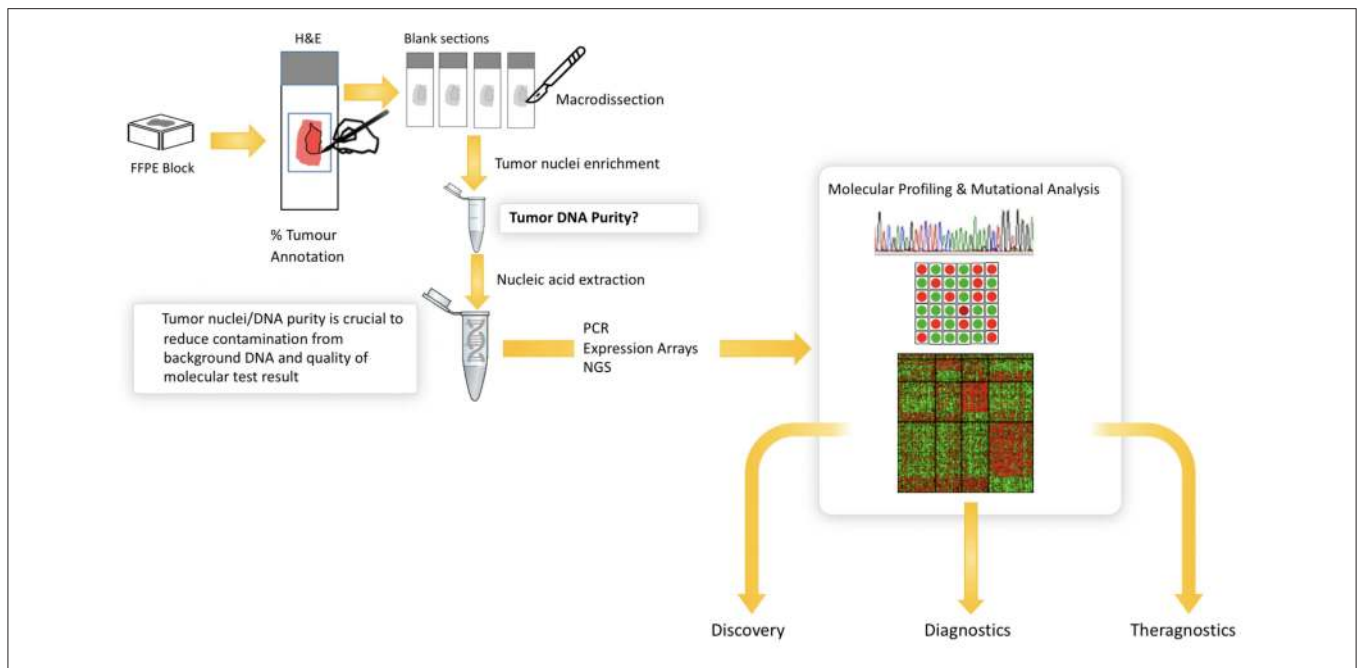 H&E
Blank sections
Macrodissection
FFPE Block
Tumor nuclei enrichment
Tumor DNA Purity?
% Tumour
Annotation
Nucleic acid extraction
Tumor nuclei/DNA purity is crucial to
reduce contamination from
background DNA and quality of
molecular test result
PCR
Expression Arrays
NGS
Molecular Profiling & Mutational Analysis
Discovery
Diagnostics
Theragnostics